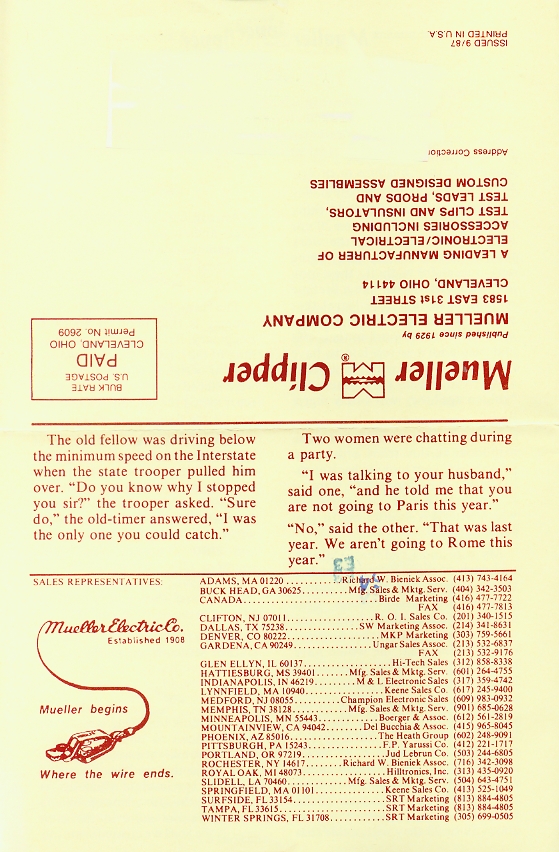 ISSUED 9/87
PRINTED IN U.S.A.
Address Correction
Mueller Clipper ®
Published since 1929 by
MUELLER ELECTRIC COMPANY
1583 EAST 31st STREET
CLEVELAND, OHIO 44114
A LEADING MANUFACTURER OF
ELECTRONIC/ELECTRICAL
ACCESSORIES INCLUDING
TEST CLIPS AND INSULATORS,
TEST LEADS, PRODS AND
CUSTOM DESIGNED ASSEMBLIES
BULK RATE
U.S. POSTAGE
PAID
CLEVELAND, OHIO
Permit No. 2609
The old fellow was driving below
the minimum speed on the Interstate
when the state trooper pulled him
over. “Do you know why I stopped
you sir?” the trooper asked. “Sure
do,” the old-timer answered, “I was
the only one you could catch.”
Two women were chatting during
a party.
“I was talking to your husband,”
said one, “and he told me that you
are not going to Paris this year.”
“No,” said the other. “That was last
year. We aren't going to Rome this
year.”
SALES REPRESENTATIVES:
Mueller Electric Co.
Established 1908
Mueller begins
Where the wire ends.
ADAMS, MA 01220 .......... Richard W. Bienick Assoc. (413) 743-4164
BUCK HEAD, GA 30625.......... Mfg. Sales & Mktg. Serv. (404) 342-3503
CANADA.......... Birde Marketing (416) 477-7722
FAX (416) 477-7813
CLIFTON, NJ 07011.......... R. O. I. Sales Co. (201) 340-1515
DALLAS, TX 75238.......... SW Marketing Assoc. (214) 341-8631
DENVER, CO 80222.......... MKP Marketing (303) 759-5661
GARDENA, CA 90249.......... Ungar Sales Assoc. (213) 532-6837
FAX (213) 532-9176
GLEN ELLYN, IL 60137.......... Hi-Tech Sales (312) 858-8338
HATTIESBURG, MS 39401.......... Mfg. Sales & Mktg. Serv. (601) 264-4755
INDIANAPOLIS, IN 46219.......... M & L Electronic Sales (317) 359-4742
LYNNFIELD, MA 10940.......... Keene Sales Co. (617) 245-9400
MEDFORD, NJ 08055.......... Champion Electronic Sales (609) 983-0932
MEMPHIS, TN 38128.......... Mfg. Sales & Mktg. Serv. (901) 685-0628
MINNEAPOLIS, MN 55443.......... Boerger & Assoc. (612) 561-2819
MOUNTAINVIEW, CA 94042.......... Del Bucchia & Assoc. (415) 965-8045
PHOENIX, AZ 85016.......... The Heath Group (602) 248-9091
PITTSBURGH, PA 15243.......... F.P. Yarussi Co. (412) 221-1717
PORTLAND, OR 97219.......... Jud Lebrun Co. (503) 244-6805
ROCHESTER, NY 14617.......... Richard W. Bienick Assoc. (716) 342-3098
ROYAL OAK, MI 48073.......... Hilltronics, Inc. (313) 435-0920
SLIDELL, LA 70460.......... Mfg. Sales & Mktg. Serv. (504) 643-4751
SPRINGFIELD, MA 01101.......... Keene Sales Co. (413) 525-1049
SURFSIDE, FL 33154.......... SRT Marketing (813) 884-4805
TAMPA, FL 33615.......... SRT Marketing (813) 884-4805
WINTER SPRINGS, FL 31708.......... SRT Marketing (305) 699-0505